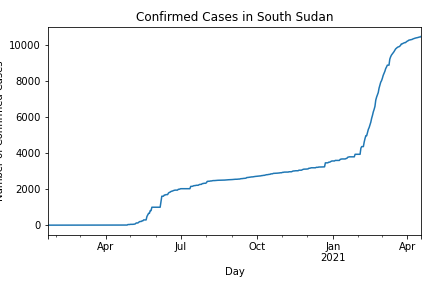 Confirmed Cases in South Sudan
10000
8000
6000
4000
2000
0
Number of Confirmed Cases
Apr Jul Oct Jan Apr
2021
Day